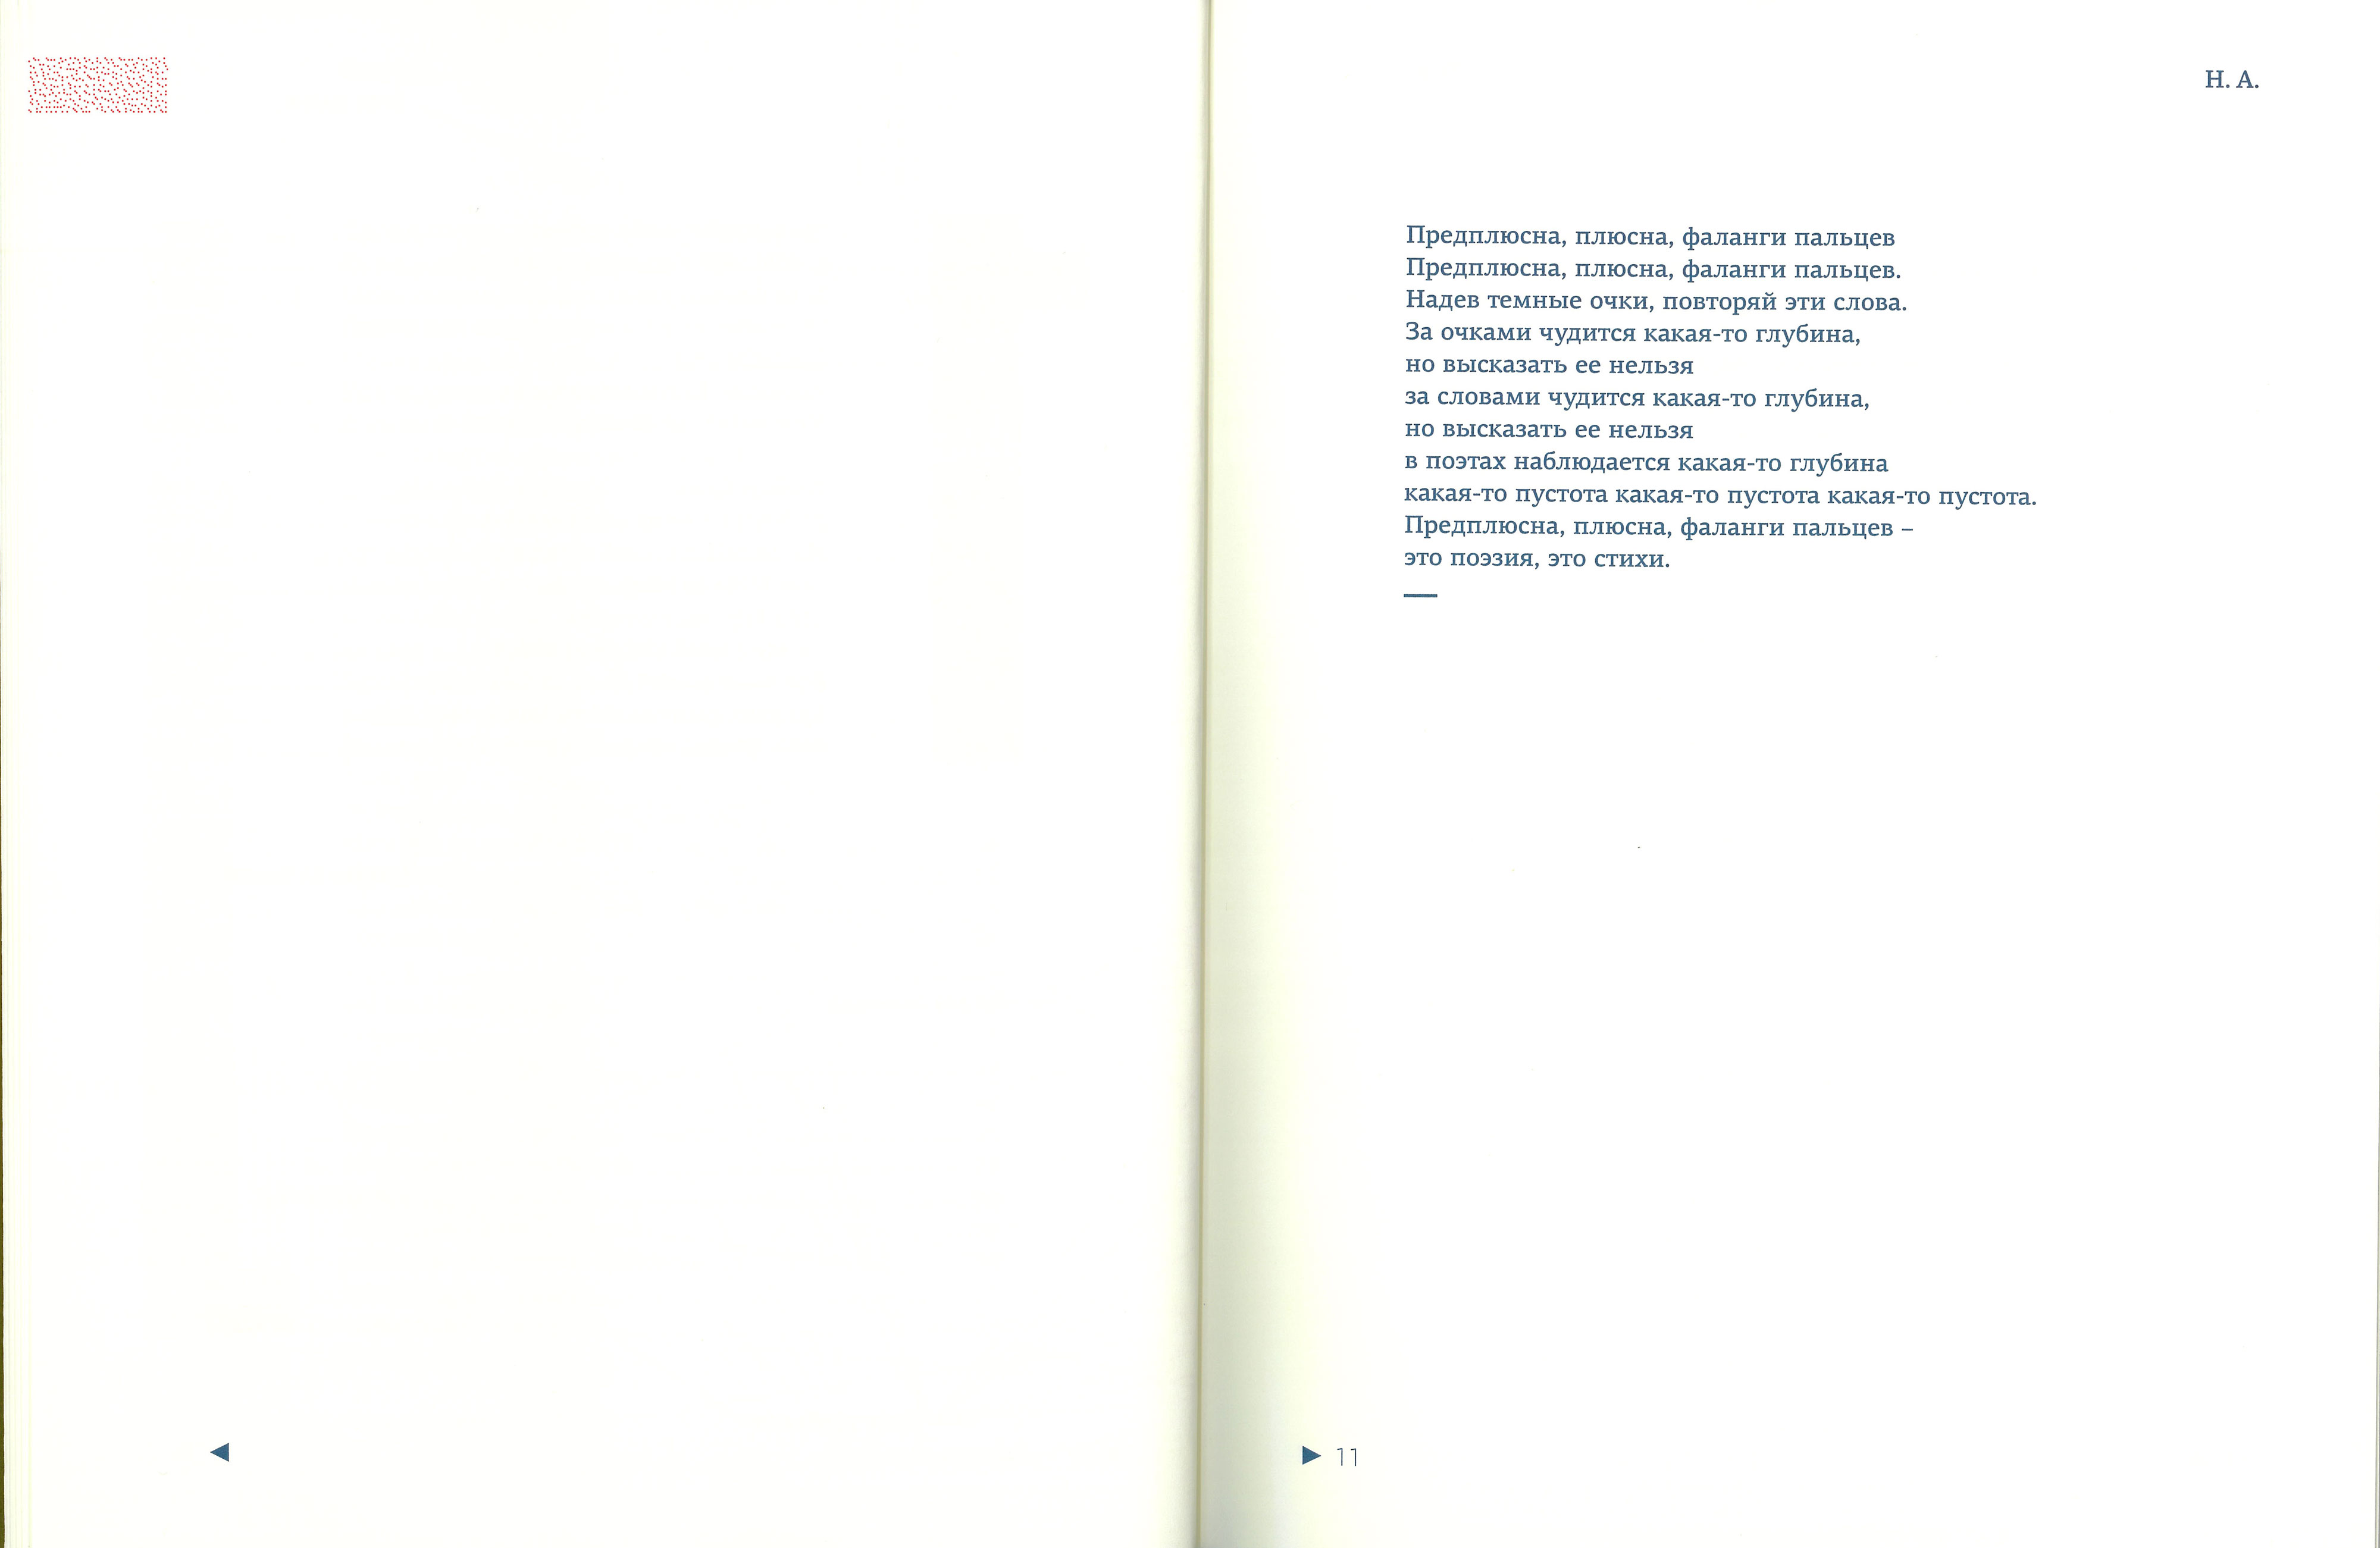 Н. А.
Предплюсна, плюсна, фаланги пальцев
Предплюсна, плюсна, фаланги пальцев.
Надев темные очки, повторяй эти слова.
За очками чудится какая-то глубина,
но высказать ее нельзя
за словами чудится какая-то глубина,
но высказать ее нельзя
в поэтах наблюдается какая-то глубина
какая-то пустота какая-то пустота какая-то пустота.
Предплюсна, плюсна, фаланги пальцев –
это поэзия, это стихи.
11